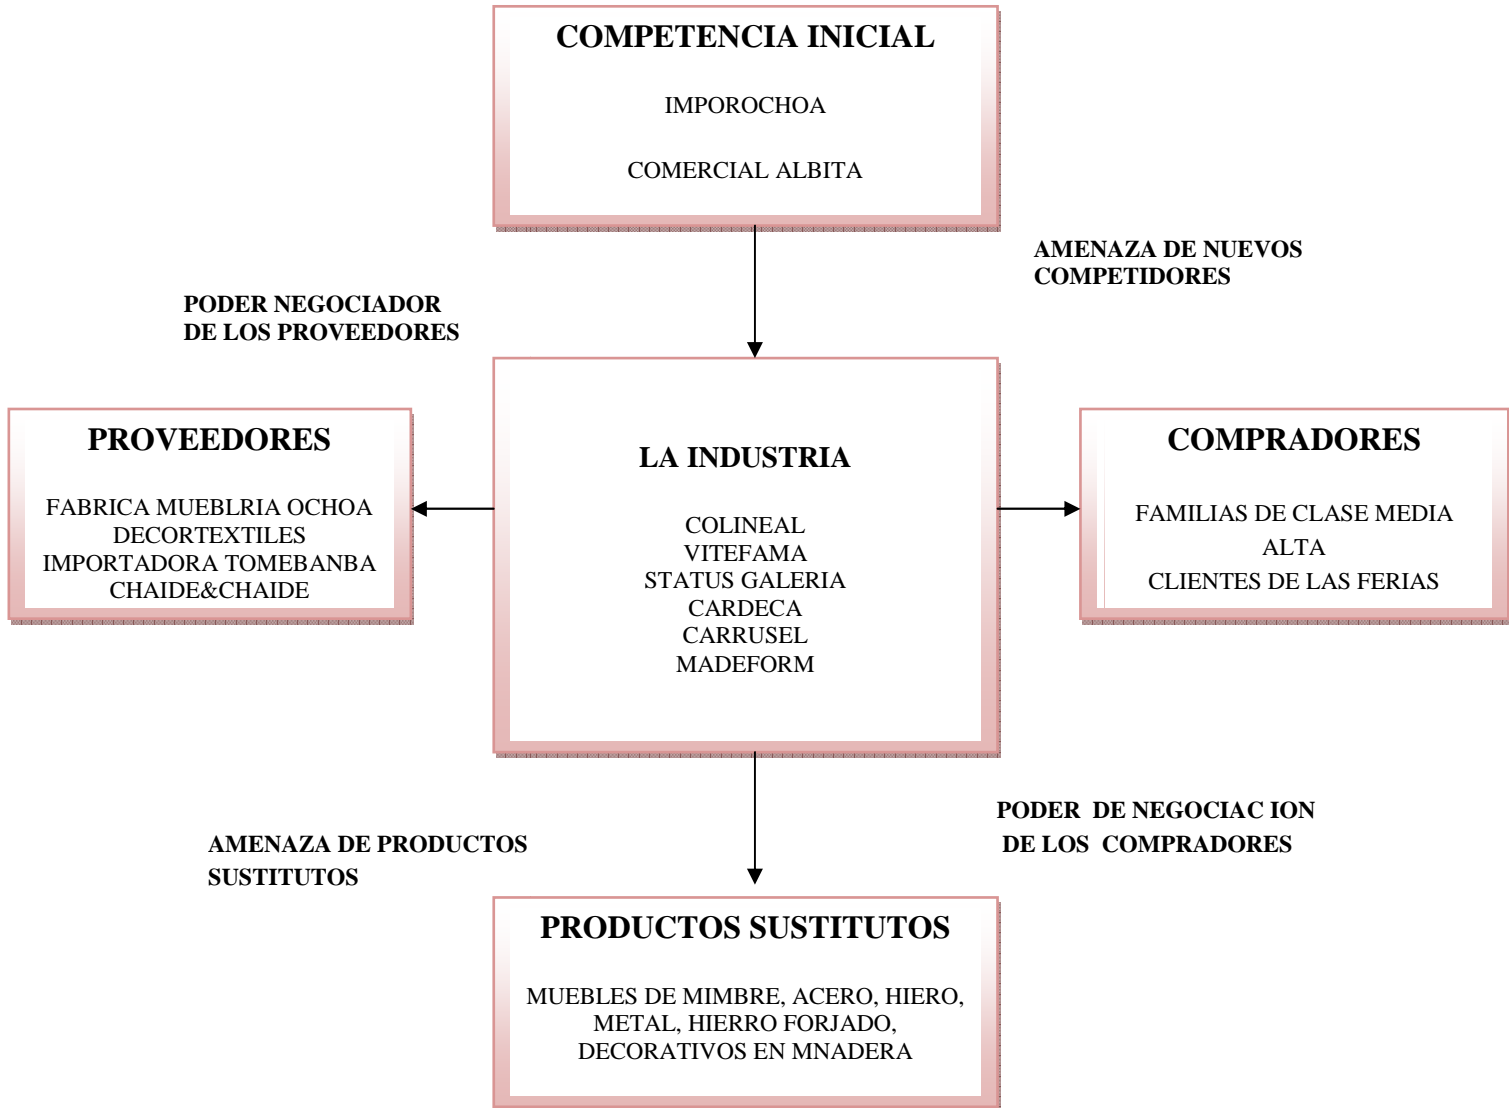 COMPETENCIA INICIAL
IMPOROCHOA
COMERCIAL ALBITA
AMENAZA DE NUEVOS
COMPETIDORES
PODER NEGOCIADOR
DE LOS PROVEEDORES
PROVEEDORES
FABRICA MUEBLRIA OCHOA
DECORTEXTILES
IMPORTADORA TOMEBANBA
CHAIDE&CHAIDE
LA INDUSTRIA
COLINEAL
VITEFAMA
STATUS GALERIA
CARDECA
CARRUSEL
MADEFORM
COMPRADORES
FAMILIAS DE CLASE MEDIA
ALTA
CLIENTES DE LAS FERIAS
PODER DE NEGOCIAC ION
DE LOS COMPRADORES
AMENAZA DE PRODUCTOS
SUSTITUTOS
PRODUCTOS SUSTITUTOS
MUEBLES DE MIMBRE, ACERO, HIERO,
METAL, HIERRO FORJADO,
DECORATIVOS EN MNADERA